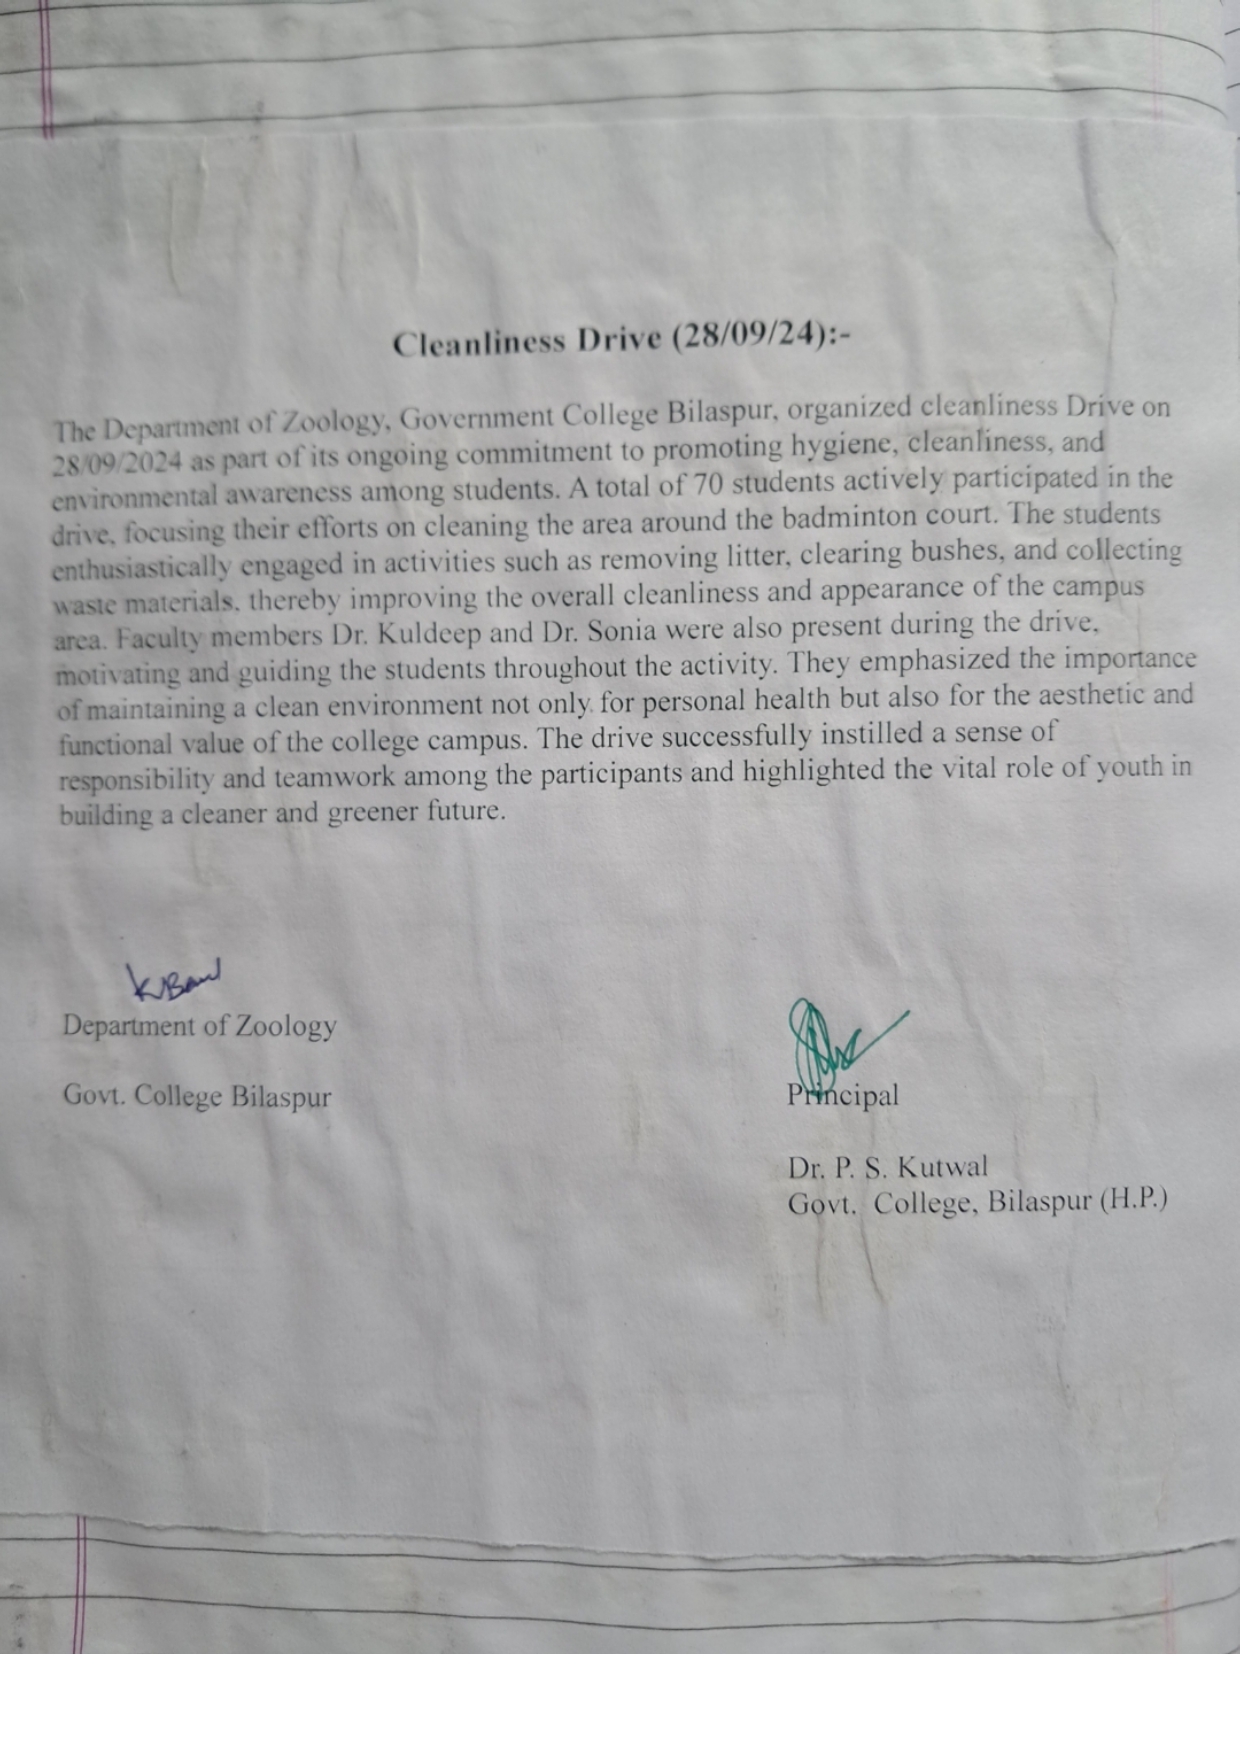 Cleanliness Drive (28/09/24):-
The Department of Zoology, Government College Bilaspur, organized cleanliness Drive on
28/09/2024 as part of its ongoing commitment to promoting hygiene, cleanliness, and
environmental awareness among students. A total of 70 students actively participated in the
drive, focusing their efforts on cleaning the area around the badminton court. The students
enthusiastically engaged in activities such as removing litter, clearing bushes, and collecting
waste materials, thereby improving the overall cleanliness and appearance of the campus
area. Faculty members Dr. Kuldeep and Dr. Sonia were also present during the drive,
motivating and guiding the students throughout the activity. They emphasized the importance
of maintaining a clean environment not only for personal health but also for the aesthetic and
functional value of the college campus. The drive successfully instilled a sense of
responsibility and teamwork among the participants and highlighted the vital role of youth in
building a cleaner and greener future.
Department of Zoology
Govt. College Bilaspur
Principal
Dr. P. S. Kutwal
Govt. College, Bilaspur (H.P.)